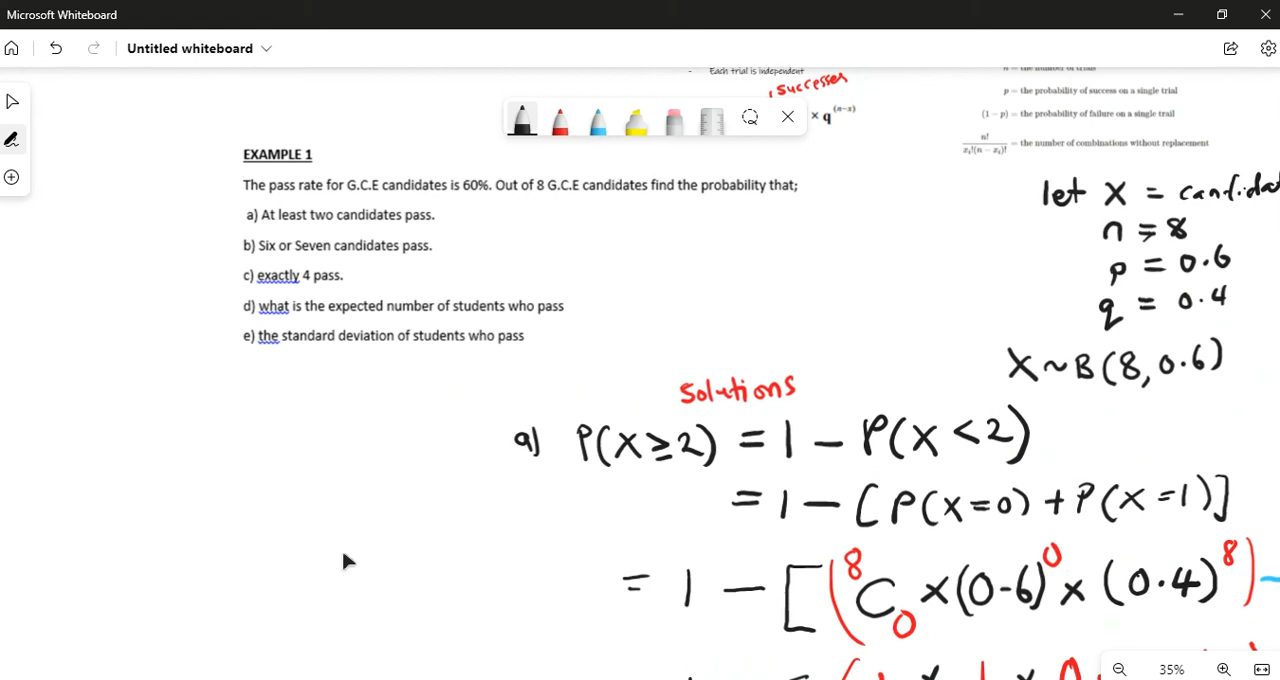 Microsoft Whiteboard
Untitled whiteboard
- Each trial is independent
successes
× q^(n-x)
p = the probability of success on a single trial
(1 − p) = the probability of failure on a single trail
n! / x_i!(n − x_i)! = the number of combinations without replacement
EXAMPLE 1
The pass rate for G.C.E candidates is 60%. Out of 8 G.C.E candidates find the probability that;
a) At least two candidates pass.
b) Six or Seven candidates pass.
c) exactly 4 pass.
d) what is the expected number of students who pass
e) the standard deviation of students who pass
let X = candidat
n = 8
p = 0.6
q = 0.4
X ~ B(8, 0.6)
Solutions
a) P(X ≥ 2) = 1 − P(X < 2)
= 1 − [P(X = 0) + P(X = 1)]
= 1 − [(⁸C₀ × (0.6)⁰ × (0.4)⁸)
35%